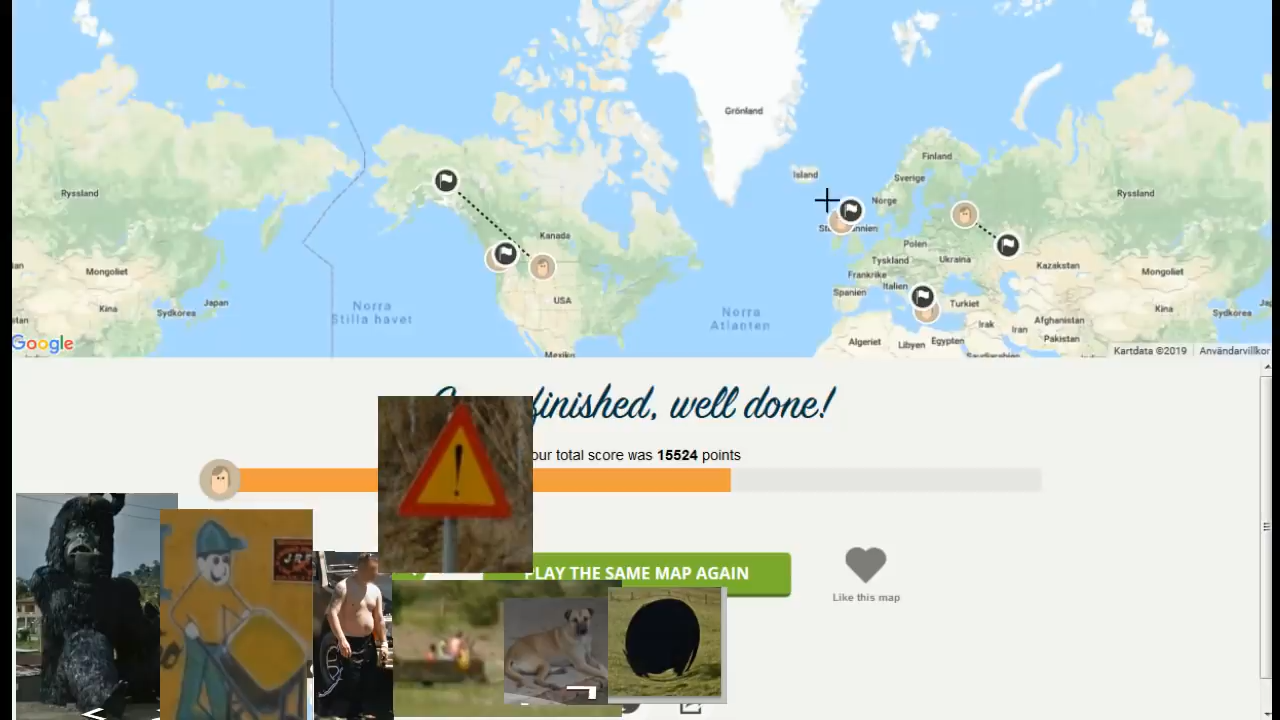 Grönland
Island
Finland
Sverige
Norge
Ryssland
Ryssland
Kanada
Polen
Tyskland
Ukraina
Kazakstan
Frankrike
Italien
Spanien
Turkiet
Mongoliet
Mongoliet
Kina
Kina
Japan
Sydkorea
Sydkorea
USA
Norra
Stilla havet
Norra
Atlanten
Irak
Iran
Afghanistan
Pakistan
Algeriet
Libyen
Egypten
Saudiarabien
Mexiko
Google
Kartdata ©2019
Användarvillkor
finished, well done!
our total score was 15524 points
PLAY THE SAME MAP AGAIN
Like this map